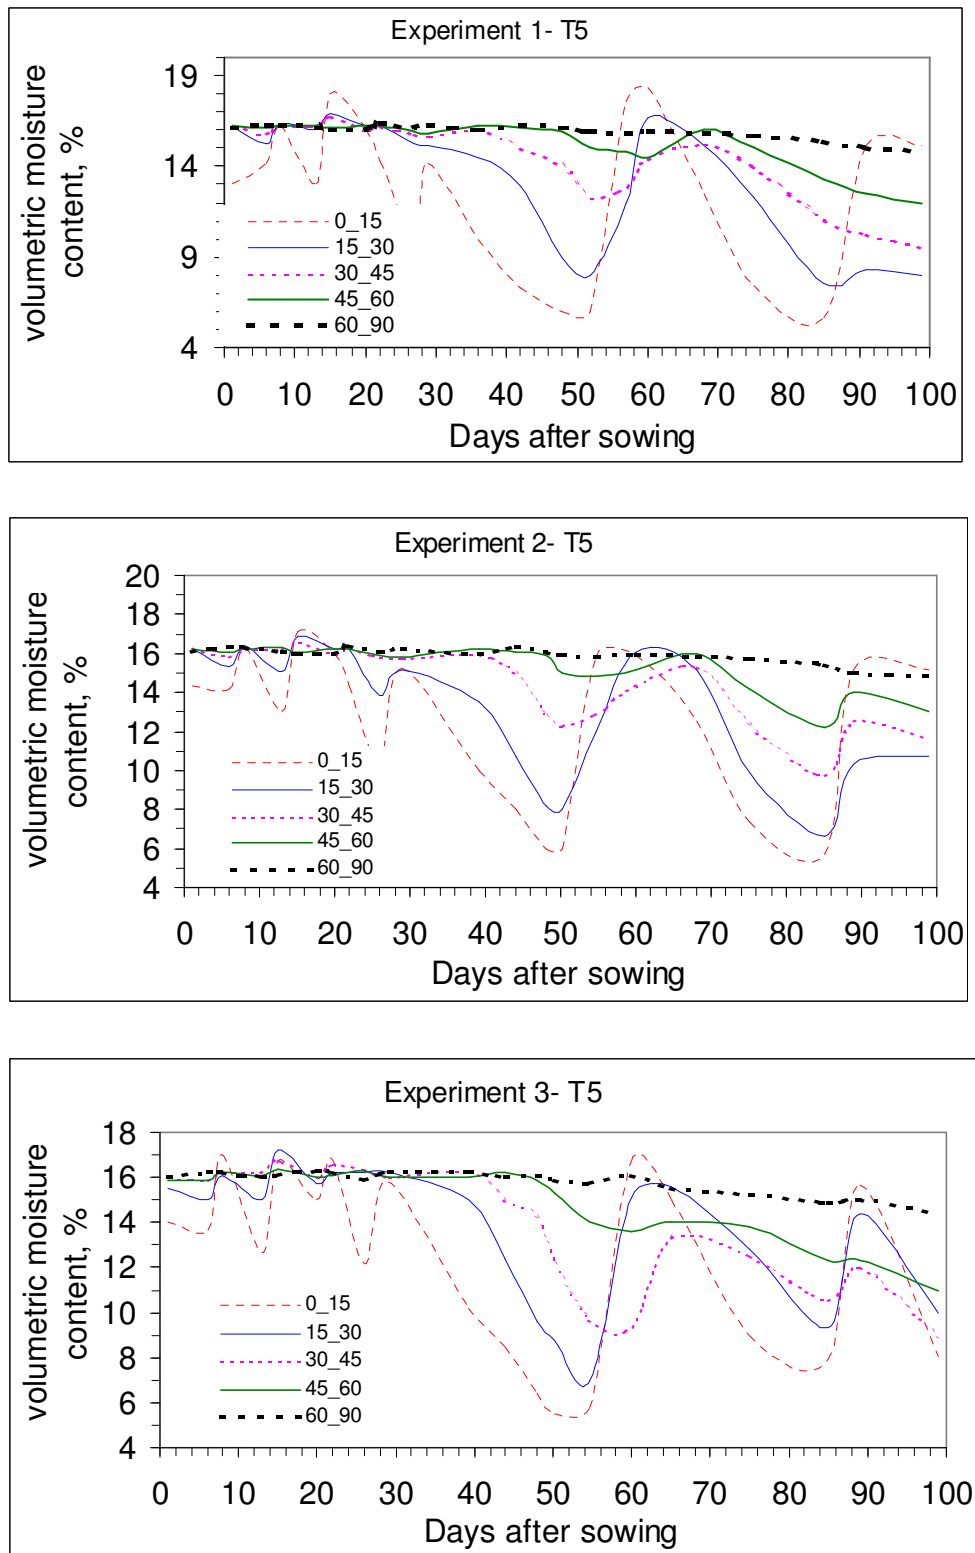 Experiment 1- T5
volumetric moisture
content, %
19
14
9
4
0_15
15_30
30_45
45_60
60_90
0 10 20 30 40 50 60 70 80 90 100
Days after sowing
Experiment 2- T5
volumetric moisture
content, %
20
18
16
14
12
10
8
6
4
0_15
15_30
30_45
45_60
60_90
0 10 20 30 40 50 60 70 80 90 100
Days after sowing
Experiment 3- T5
volumetric moisture
content, %
18
16
14
12
10
8
6
4
0_15
15_30
30_45
45_60
60_90
0 10 20 30 40 50 60 70 80 90 100
Days after sowing